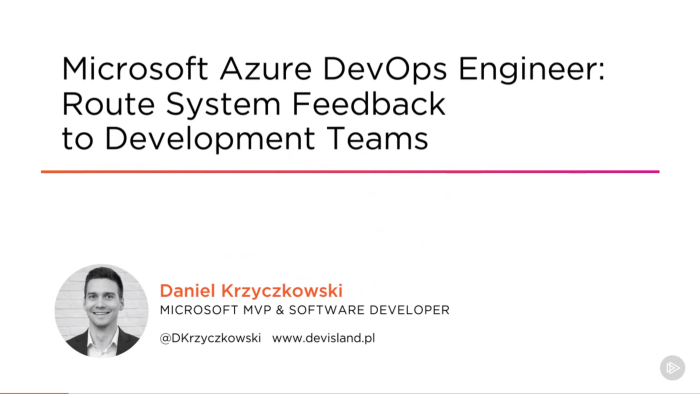 Microsoft Azure DevOps Engineer:
Route System Feedback
to Development Teams
Daniel Krzyczkowski
MICROSOFT MVP & SOFTWARE DEVELOPER
@DKrzyczkowski www.devisland.pl